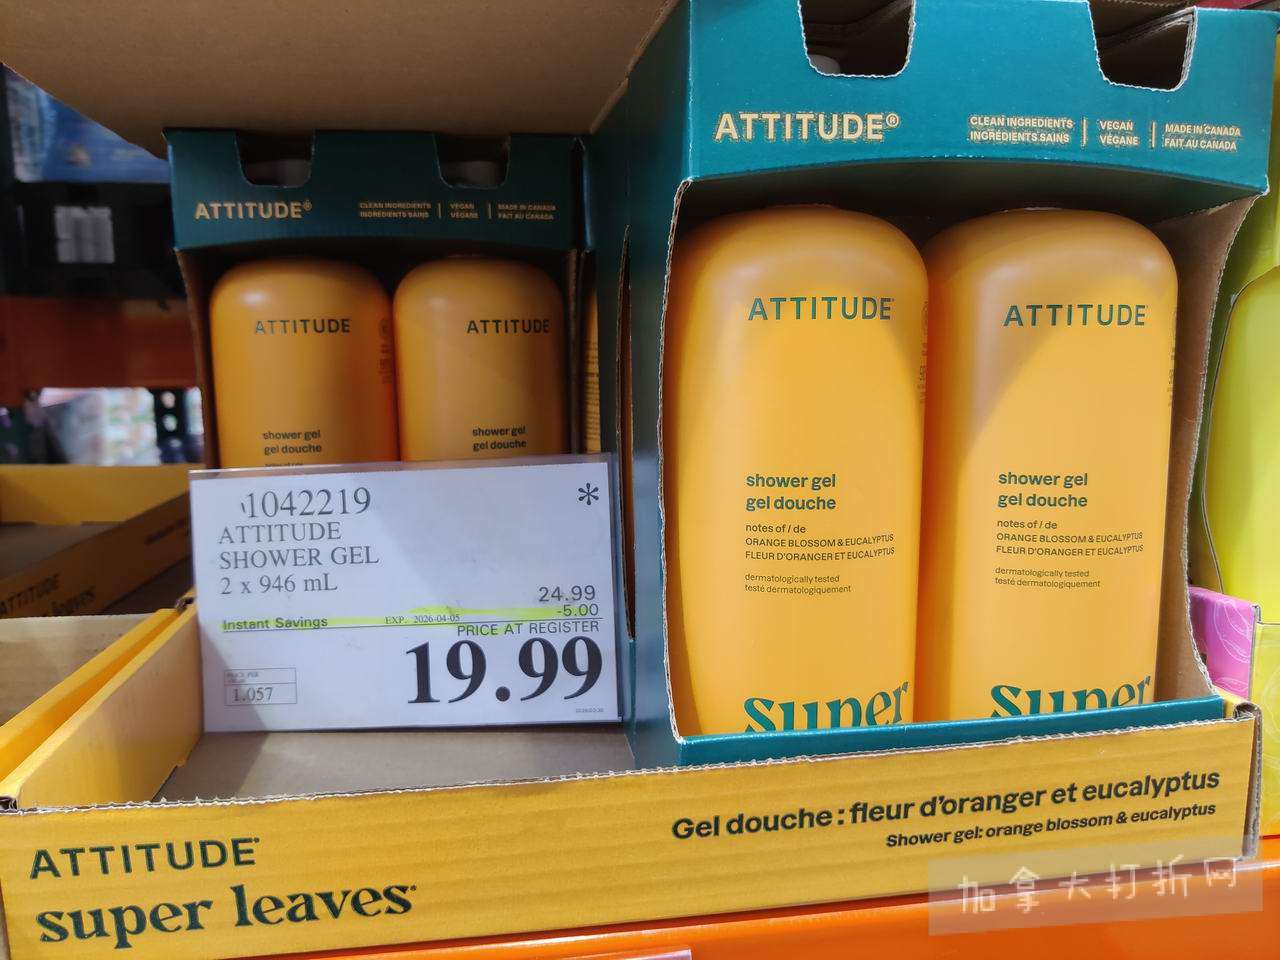 ATTITUDE®
CLEAN INGREDIENTS
INGRÉDIENTS SAINS
VEGAN
VÉGANE
MADE IN CANADA
FAIT AU CANADA
ATTITUDE®
CLEAN INGREDIENTS
INGRÉDIENTS SAINS
VEGAN
VÉGANE
MADE IN CANADA
FAIT AU CANADA
ATTITUDE
shower gel
gel douche
ATTITUDE
shower gel
gel douche
ATTITUDE
shower gel
gel douche
notes of / de
ORANGE BLOSSOM & EUCALYPTUS
FLEUR D'ORANGER ET EUCALYPTUS
dermatologically tested
testé dermatologiquement
Super
ATTITUDE
shower gel
gel douche
notes of / de
ORANGE BLOSSOM & EUCALYPTUS
FLEUR D'ORANGER ET EUCALYPTUS
dermatologically tested
testé dermatologiquement
Super
1042219 *
ATTITUDE
SHOWER GEL
2 x 946 mL
24.99
Instant Savings EXP. 2026-04-05 -5.00
PRICE AT REGISTER
19.99
PRICE PER
1.057
ATTITUDE
leaves
Gel douche : fleur d'oranger et eucalyptus
Shower gel: orange blossom & eucalyptus
ATTITUDE
super leaves
加拿大打折网